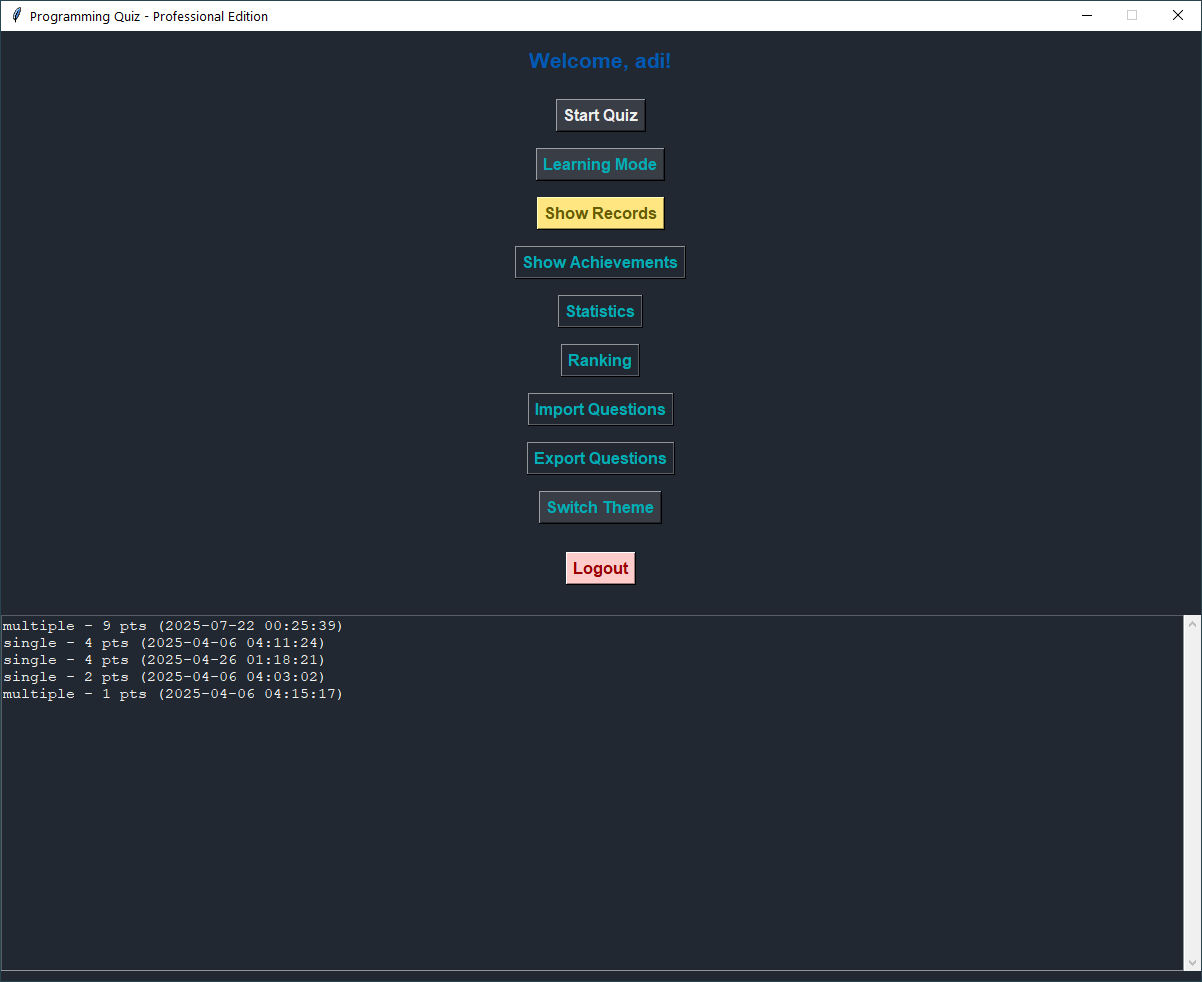 Programming Quiz - Professional Edition
Welcome, adi!
Start Quiz
Learning Mode
Show Records
Show Achievements
Statistics
Ranking
Import Questions
Export Questions
Switch Theme
Logout
multiple - 9 pts (2025-07-22 00:25:39)
single - 4 pts (2025-04-06 04:11:24)
single - 4 pts (2025-04-26 01:18:21)
single - 2 pts (2025-04-06 04:03:02)
multiple - 1 pts (2025-04-06 04:15:17)